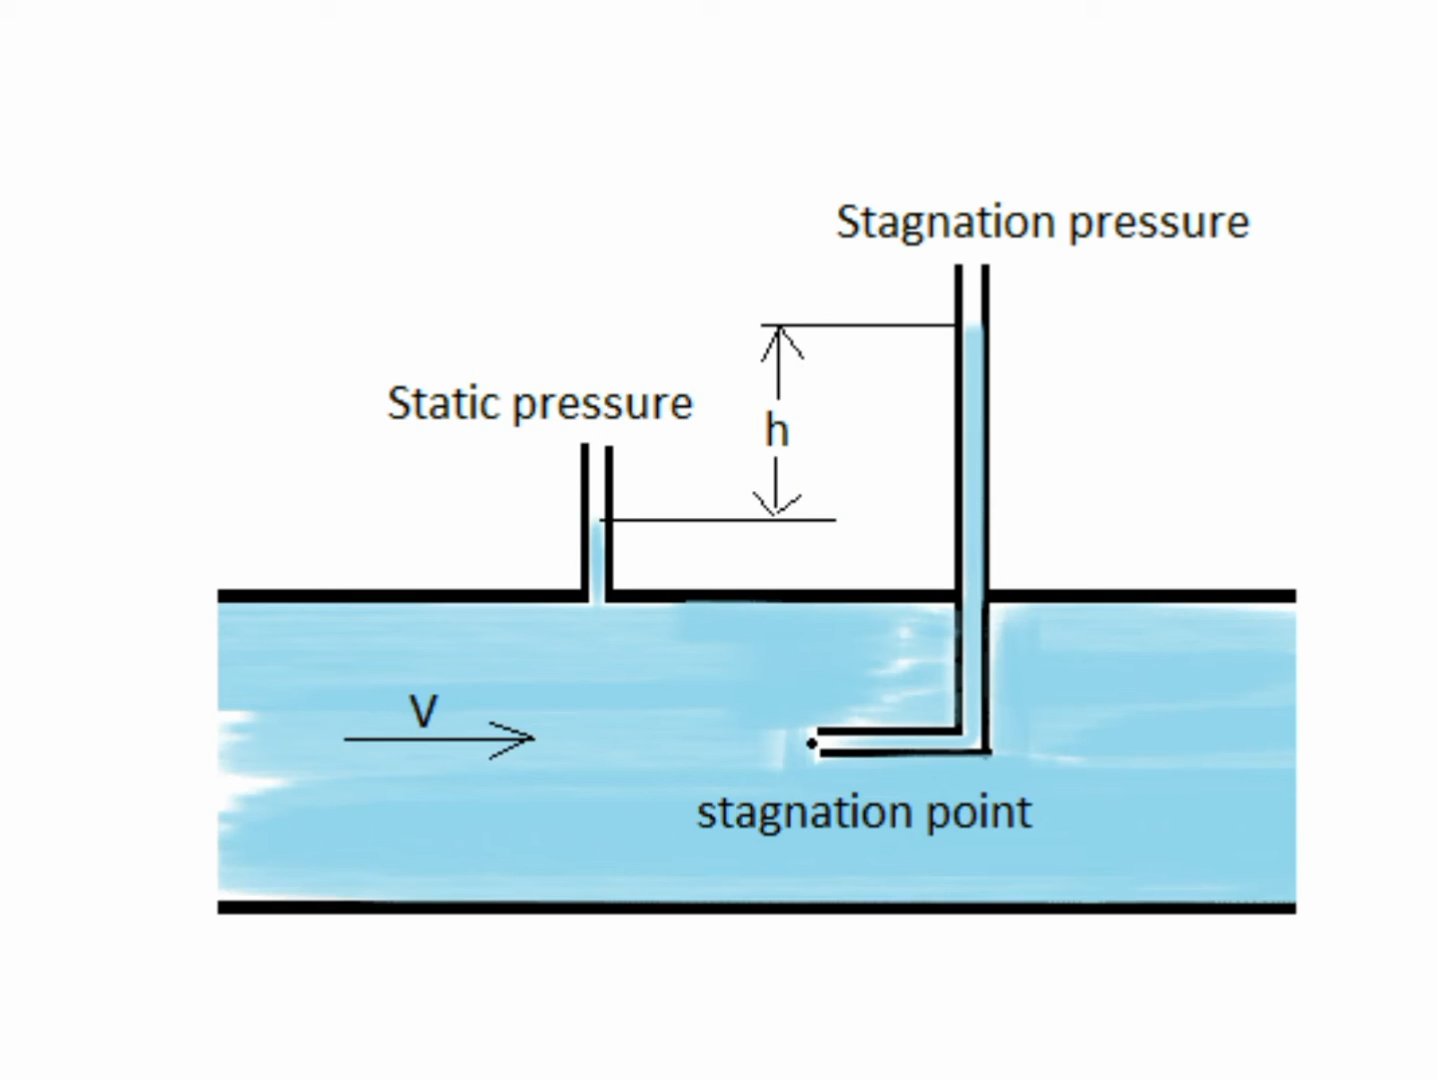 Stagnation pressure
Static pressure
h
V
stagnation point